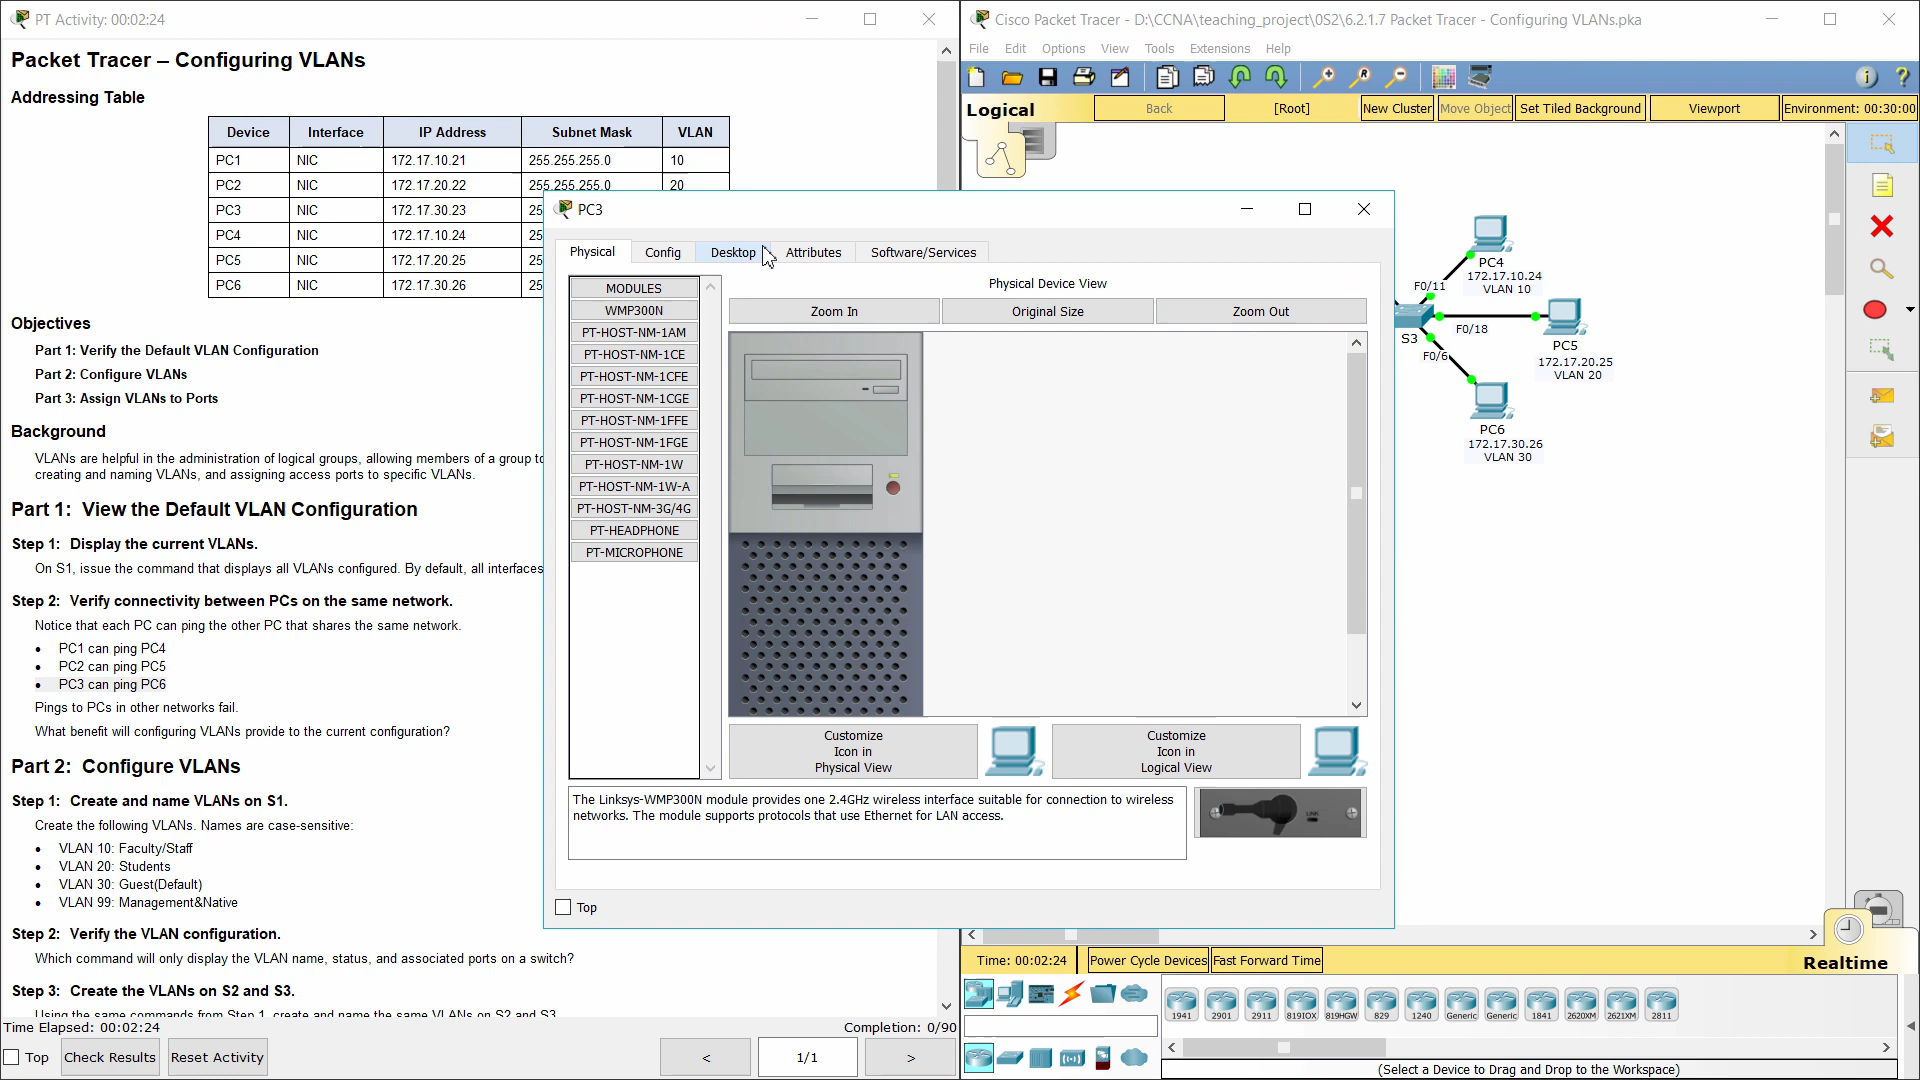 PT Activity: 00:02:24
Packet Tracer – Configuring VLANs
Addressing Table
Device Interface IP Address Subnet Mask VLAN
PC1 NIC 172.17.10.21 255.255.255.0 10
PC2 NIC 172.17.20.22 255.255.255.0 20
PC3 NIC 172.17.30.23 25
PC4 NIC 172.17.10.24 25
PC5 NIC 172.17.20.25 25
PC6 NIC 172.17.30.26 25
Objectives
Part 1: Verify the Default VLAN Configuration
Part 2: Configure VLANs
Part 3: Assign VLANs to Ports
Background
VLANs are helpful in the administration of logical groups, allowing members of a group to
creating and naming VLANs, and assigning access ports to specific VLANs.
Part 1: View the Default VLAN Configuration
Step 1: Display the current VLANs.
On S1, issue the command that displays all VLANs configured. By default, all interfaces
Step 2: Verify connectivity between PCs on the same network.
Notice that each PC can ping the other PC that shares the same network.
• PC1 can ping PC4
• PC2 can ping PC5
• PC3 can ping PC6
Pings to PCs in other networks fail.
What benefit will configuring VLANs provide to the current configuration?
Part 2: Configure VLANs
Step 1: Create and name VLANs on S1.
Create the following VLANs. Names are case-sensitive:
• VLAN 10: Faculty/Staff
• VLAN 20: Students
• VLAN 30: Guest(Default)
• VLAN 99: Management&Native
Step 2: Verify the VLAN configuration.
Which command will only display the VLAN name, status, and associated ports on a switch?
Step 3: Create the VLANs on S2 and S3.
Using the same commands from Step 1, create and name the same VLANs on S2 and S3.
Time Elapsed: 00:02:24
Completion: 0/90
Top
Check Results
Reset Activity
<
1/1
>
PC3
Physical Config Desktop Attributes Software/Services
MODULES
WMP300N
PT-HOST-NM-1AM
PT-HOST-NM-1CE
PT-HOST-NM-1CFE
PT-HOST-NM-1CGE
PT-HOST-NM-1FFE
PT-HOST-NM-1FGE
PT-HOST-NM-1W
PT-HOST-NM-1W-A
PT-HOST-NM-3G/4G
PT-HEADPHONE
PT-MICROPHONE
Physical Device View
Zoom In Original Size Zoom Out
Customize
Icon in
Physical View
Customize
Icon in
Logical View
The Linksys-WMP300N module provides one 2.4GHz wireless interface suitable for connection to wireless
networks. The module supports protocols that use Ethernet for LAN access.
LINK
Top
Cisco Packet Tracer - D:\CCNA\teaching_project\0S2\6.2.1.7 Packet Tracer - Configuring VLANs.pka
File Edit Options View Tools Extensions Help
R
i ?
Logical Back [Root] New Cluster Move Object Set Tiled Background Viewport Environment: 00:30:00
PC4
172.17.10.24
VLAN 10
F0/11
S3
F0/18
PC5
172.17.20.25
VLAN 20
F0/6
PC6
172.17.30.26
VLAN 30
Time: 00:02:24 Power Cycle Devices Fast Forward Time
Realtime
1941 2901 2911 819IOX 819HGW 829 1240 Generic Generic 1841 2620XM 2621XM 2811
(Select a Device to Drag and Drop to the Workspace)